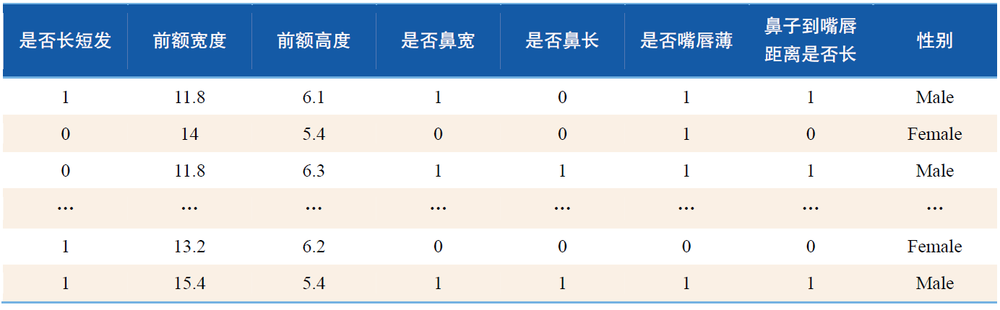 是否长短发 前额宽度 前额高度 是否鼻宽 是否鼻长 是否嘴唇薄 鼻子到嘴唇距离是否长 性别
1 11.8 6.1 1 0 1 1 Male
0 14 5.4 0 0 1 0 Female
0 11.8 6.3 1 1 1 1 Male
… … … … … … … …
1 13.2 6.2 0 0 0 0 Female
1 15.4 5.4 1 1 1 1 Male